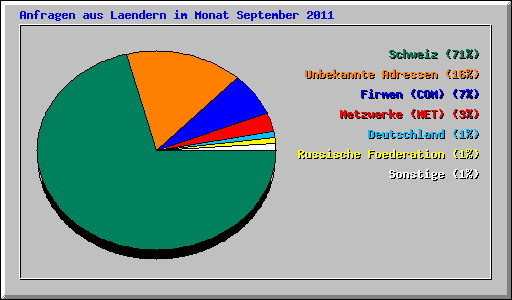 Anfragen aus Laendern im Monat September 2011
Schweiz (71%)
Unbekannte Adressen (16%)
Firmen (COM) (7%)
Netzwerke (NET) (3%)
Deutschland (1%)
Russische Foederation (1%)
Sonstige (1%)